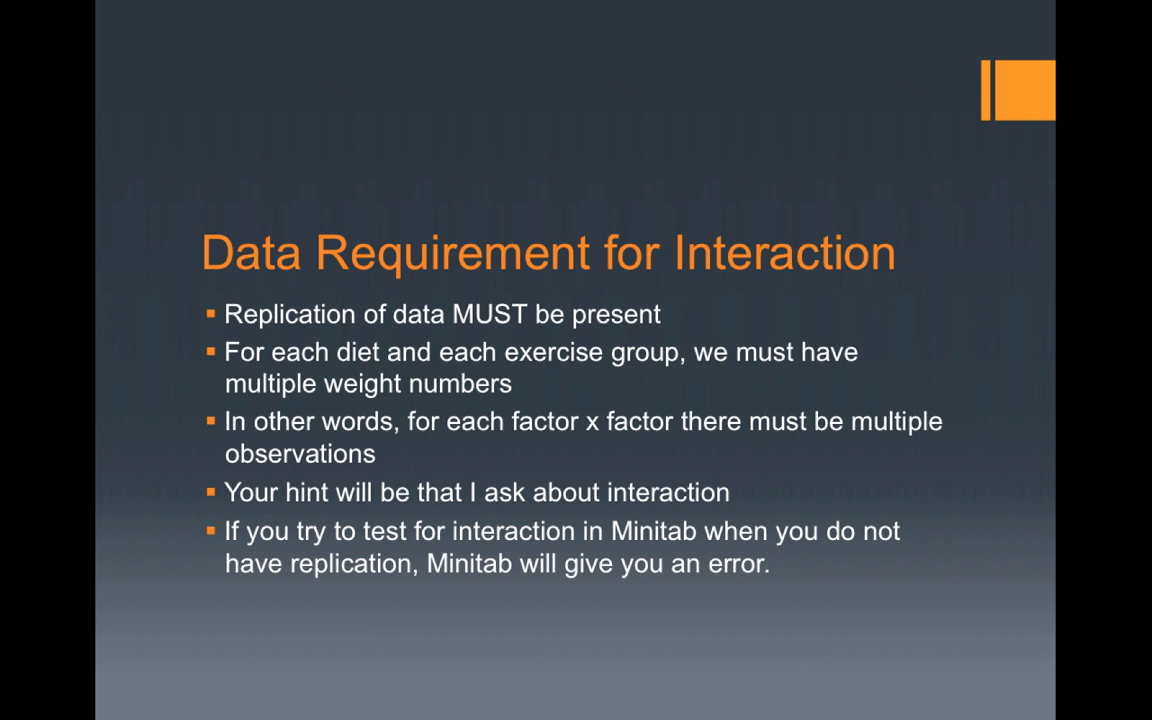 Data Requirement for Interaction
Replication of data MUST be present
For each diet and each exercise group, we must have
multiple weight numbers
In other words, for each factor x factor there must be multiple
observations
Your hint will be that I ask about interaction
If you try to test for interaction in Minitab when you do not
have replication, Minitab will give you an error.